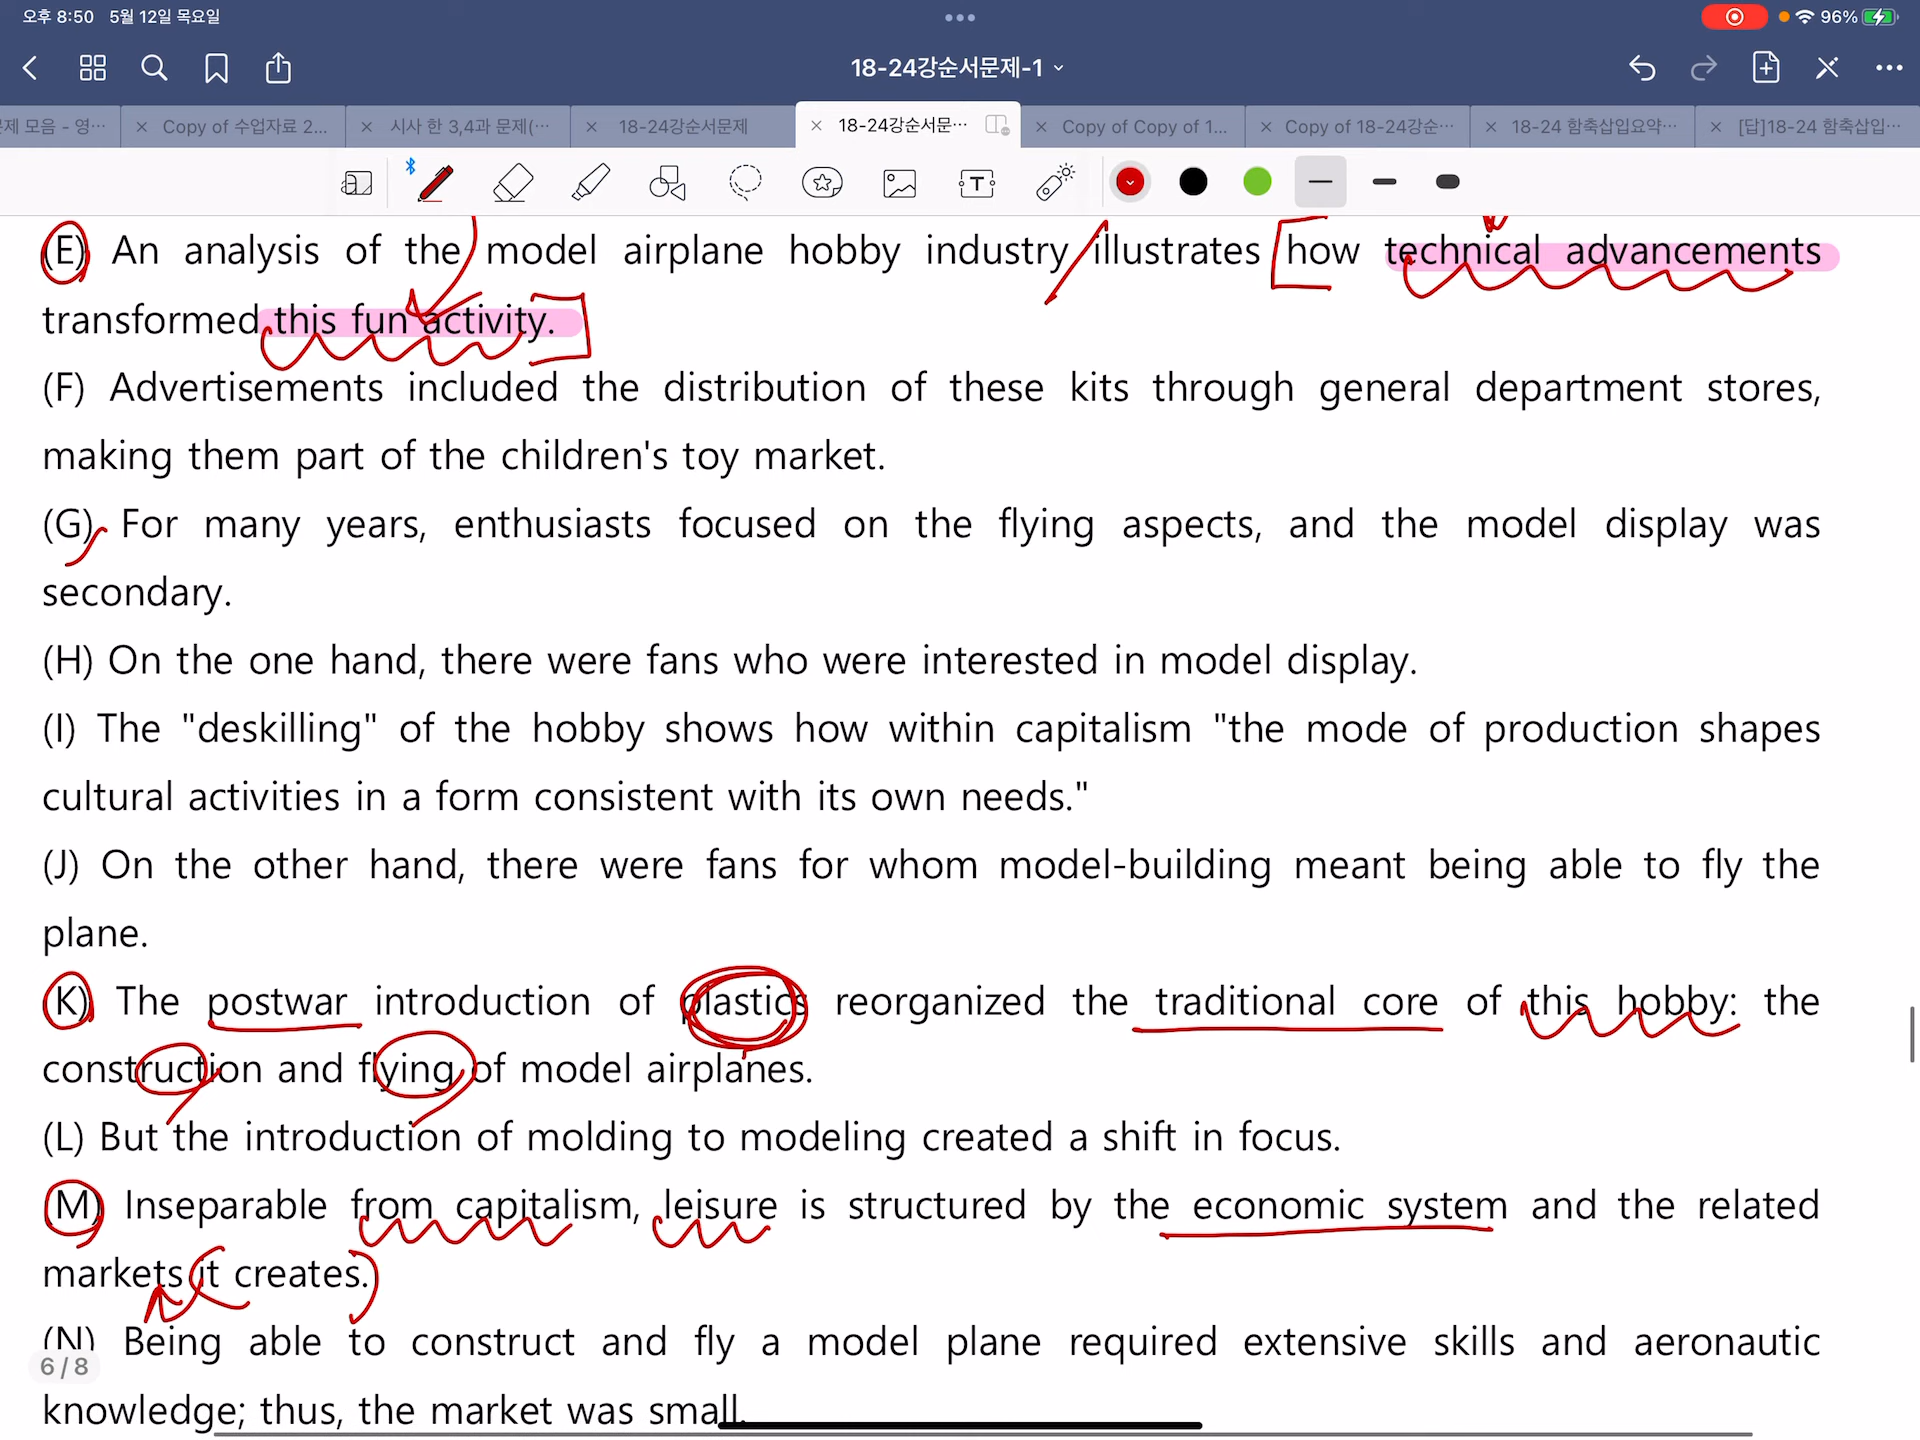 오후 8:50 5월 12일 목요일
96%
18-24강순서문제-1
문제 모음 - 영…
Copy of 수업자료 2…
시사 한 3,4과 문제(…
18-24강순서문제
18-24강순서문…
Copy of Copy of 1…
Copy of 18-24강순…
18-24 함축삽입요약…
[답]18-24 함축삽입…
(E) An analysis of the model airplane hobby industry illustrates how technical advancements
transformed this fun activity.
(F) Advertisements included the distribution of these kits through general department stores,
making them part of the children's toy market.
(G) For many years, enthusiasts focused on the flying aspects, and the model display was
secondary.
(H) On the one hand, there were fans who were interested in model display.
(I) The "deskilling" of the hobby shows how within capitalism "the mode of production shapes
cultural activities in a form consistent with its own needs."
(J) On the other hand, there were fans for whom model-building meant being able to fly the
plane.
(K) The postwar introduction of plastics reorganized the traditional core of this hobby: the
construction and flying of model airplanes.
(L) But the introduction of molding to modeling created a shift in focus.
(M) Inseparable from capitalism, leisure is structured by the economic system and the related
markets it creates.
(N) Being able to construct and fly a model plane required extensive skills and aeronautic
6 / 8
knowledge; thus, the market was small.